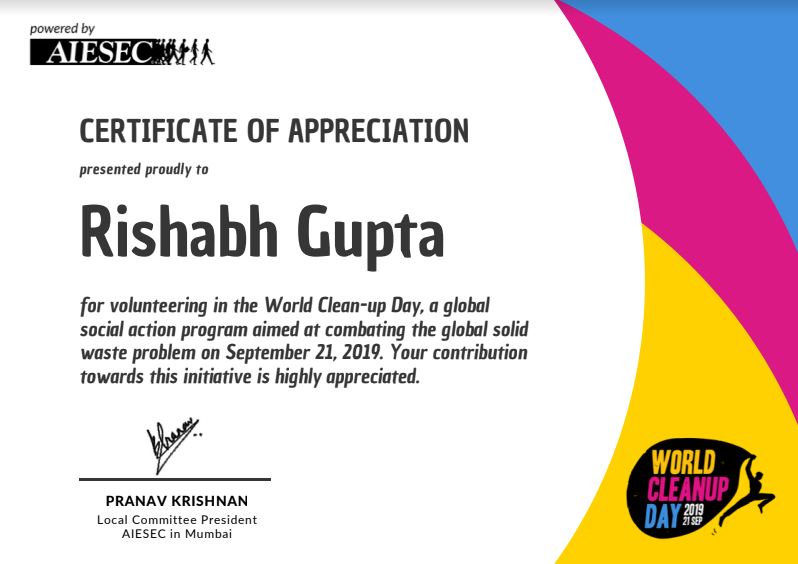 powered by
AIESEC
CERTIFICATE OF APPRECIATION
presented proudly to
Rishabh Gupta
for volunteering in the World Clean-up Day, a global
social action program aimed at combating the global solid
waste problem on September 21, 2019. Your contribution
towards this initiative is highly appreciated.
Pranav
PRANAV KRISHNAN
Local Committee President
AIESEC in Mumbai
WORLD
CLEANUP
DAY 2019
21 SEP